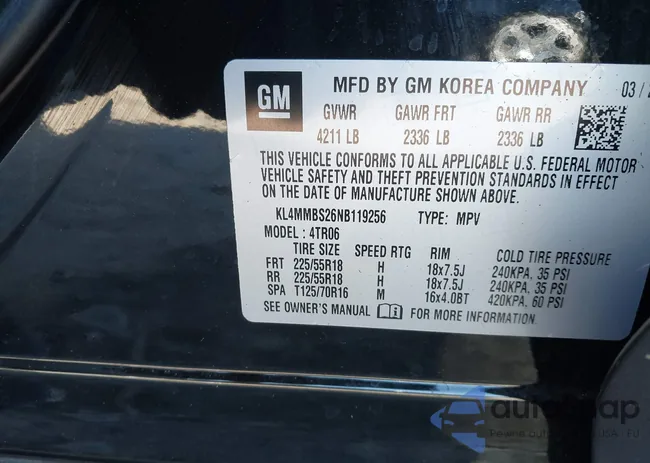 GM
MFD BY GM KOREA COMPANY 03 /
GVWR GAWR FRT GAWR RR
4211 LB 2336 LB 2336 LB
THIS VEHICLE CONFORMS TO ALL APPLICABLE U.S. FEDERAL MOTOR
VEHICLE SAFETY AND THEFT PREVENTION STANDARDS IN EFFECT
ON THE DATE OF MANUFACTURE SHOWN ABOVE.
KL4MMBS26NB119256 TYPE: MPV
MODEL: 4TR06
TIRE SIZE SPEED RTG RIM COLD TIRE PRESSURE
FRT 225/55R18 H 18x7.5J 240KPA, 35 PSI
RR 225/55R18 H 18x7.5J 240KPA, 35 PSI
SPA T125/70R16 M 16x4.0BT 420KPA, 60 PSI
SEE OWNER'S MANUAL FOR MORE INFORMATION